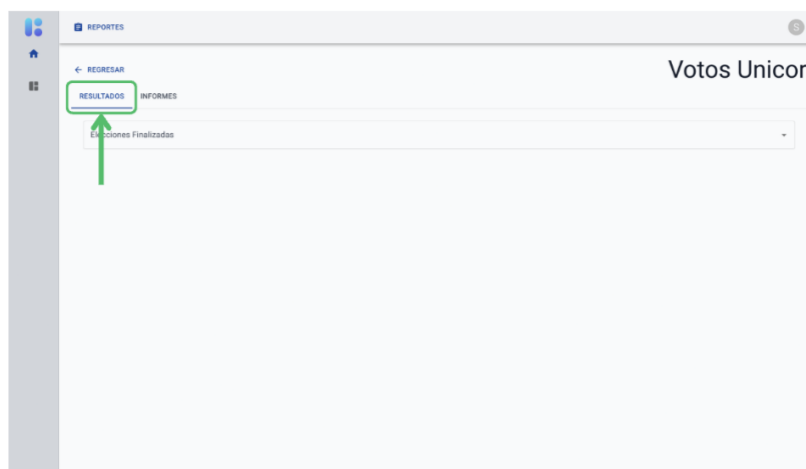 REPORTES
S
← REGRESAR
Votos Unicor
RESULTADOS INFORMES
Elecciones Finalizadas